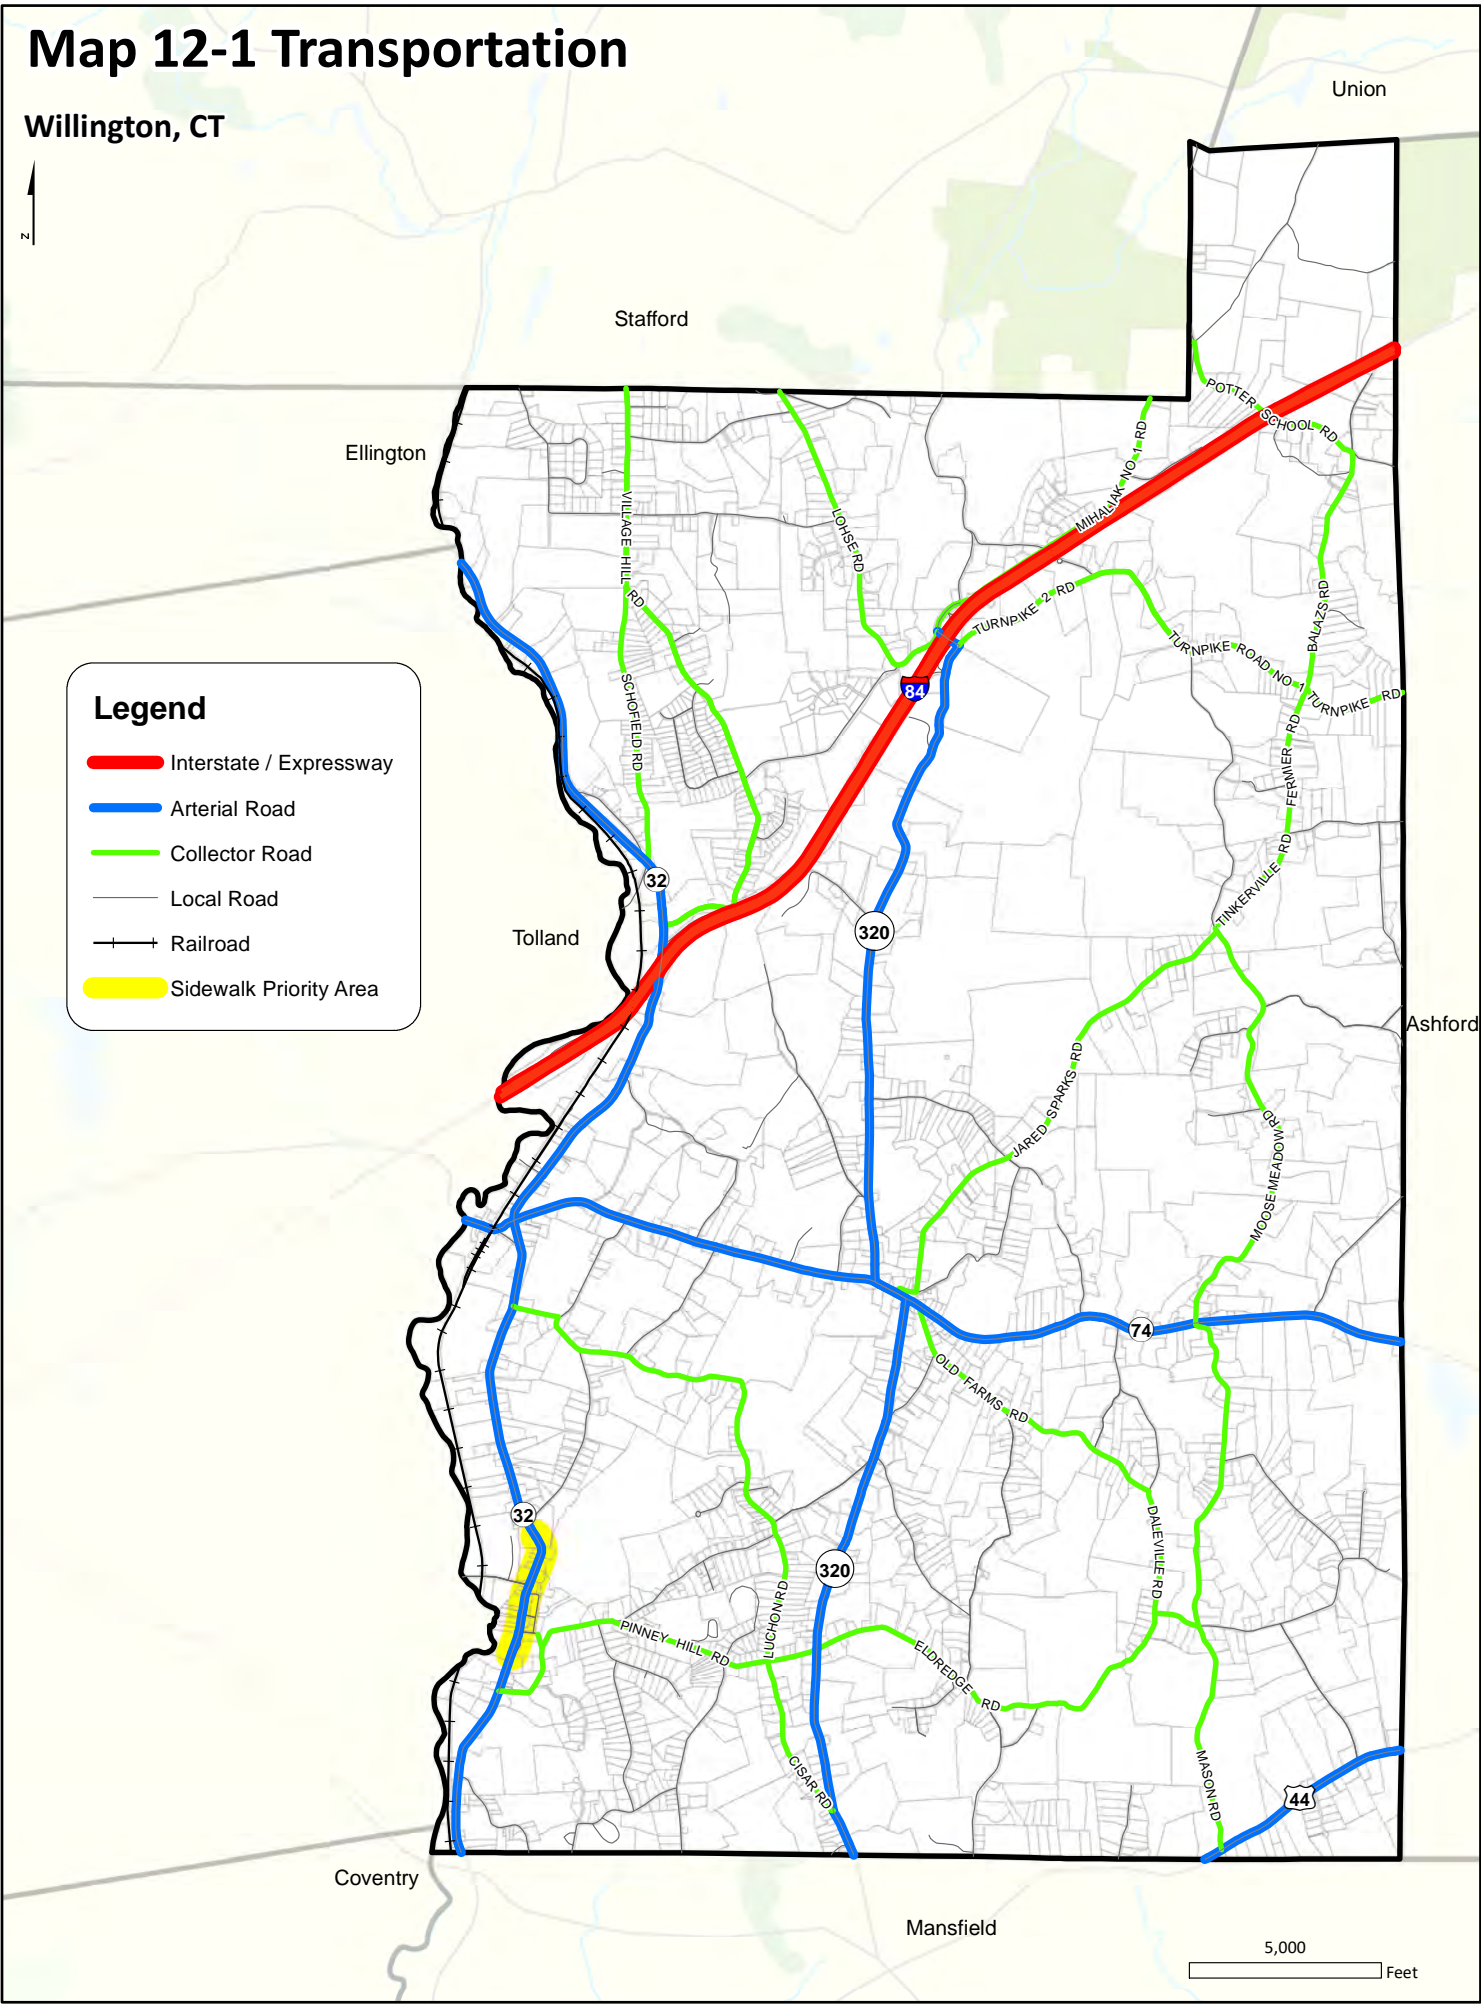 Map 12-1 Transportation
Willington, CT
Union
N
Stafford
Ellington
POTTER SCHOOL RD
MIHALIAK NO 1 RD
VILLAGE HILL RD
LOHSE RD
TURNPIKE 2 RD
BALAZS RD
TURNPIKE ROAD NO 1
TURNPIKE RD
84
SCHOFIELD RD
FERMIER RD
Legend
Interstate / Expressway
Arterial Road
Collector Road
Local Road
Railroad
Sidewalk Priority Area
32
TINKERVILLE RD
320
Tolland
Ashford
JARED SPARKS RD
MOOSE MEADOW RD
74
OLD FARMS RD
32
DALEVILLE RD
320
LUCHON RD
PINNEY HILL RD
ELDREDGE RD
CISAR RD
MASON RD
44
Coventry
Mansfield
5,000
Feet